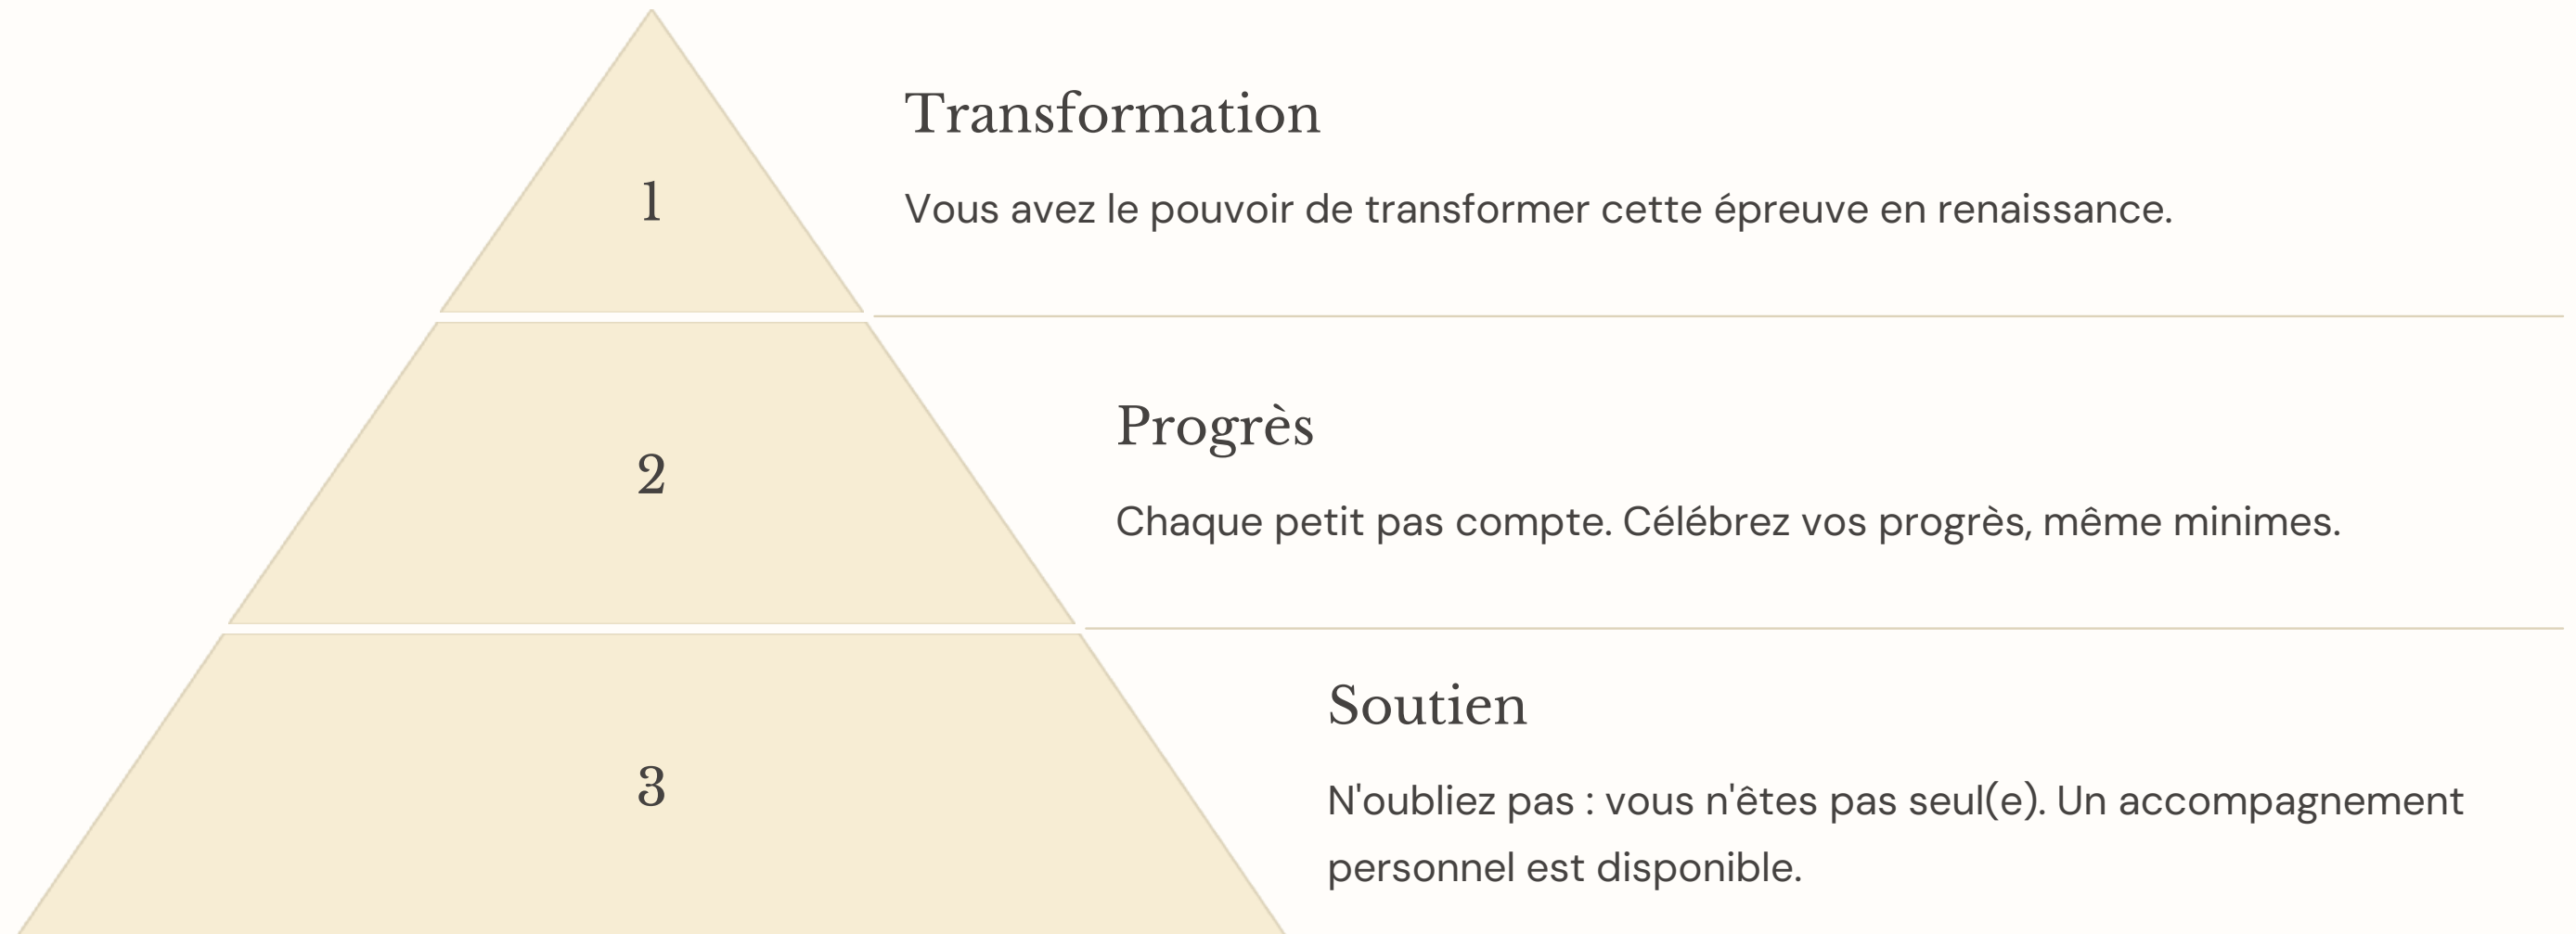 1
Transformation
Vous avez le pouvoir de transformer cette épreuve en renaissance.
2
Progrès
Chaque petit pas compte. Célébrez vos progrès, même minimes.
3
Soutien
N'oubliez pas : vous n'êtes pas seul(e). Un accompagnement
personnel est disponible.